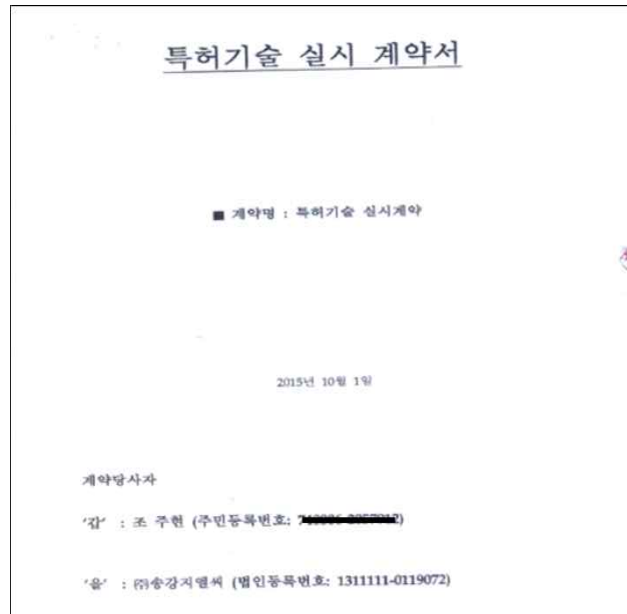 특허기술 실시 계약서
■ 계약명 : 특허기술 실시계약
2015년 10월 1일
계약당사자
'갑' : 조 주현 (주민등록번호: )
'을' : ㈜송강지앤씨 (법인등록번호: 1311111-0119072)